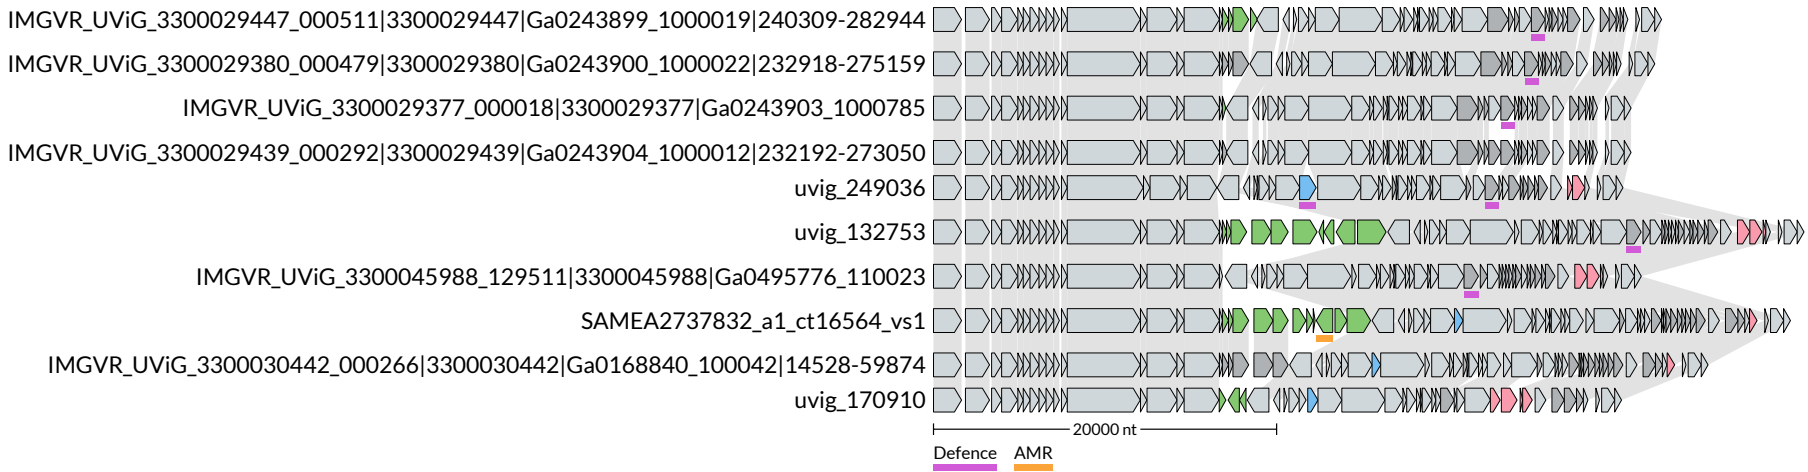 IMGVR_UViG_3300029447_000511|3300029447|Ga0243899_1000019|240309-282944
IMGVR_UViG_3300029380_000479|3300029380|Ga0243900_1000022|232918-275159
IMGVR_UViG_3300029377_000018|3300029377|Ga0243903_1000785
IMGVR_UViG_3300029439_000292|3300029439|Ga0243904_1000012|232192-273050
uvig_249036
uvig_132753
IMGVR_UViG_3300045988_129511|3300045988|Ga0495776_110023
SAMEA2737832_a1_ct16564_vs1
IMGVR_UViG_3300030442_000266|3300030442|Ga0168840_100042|14528-59874
uvig_170910
20000 nt
Defence AMR